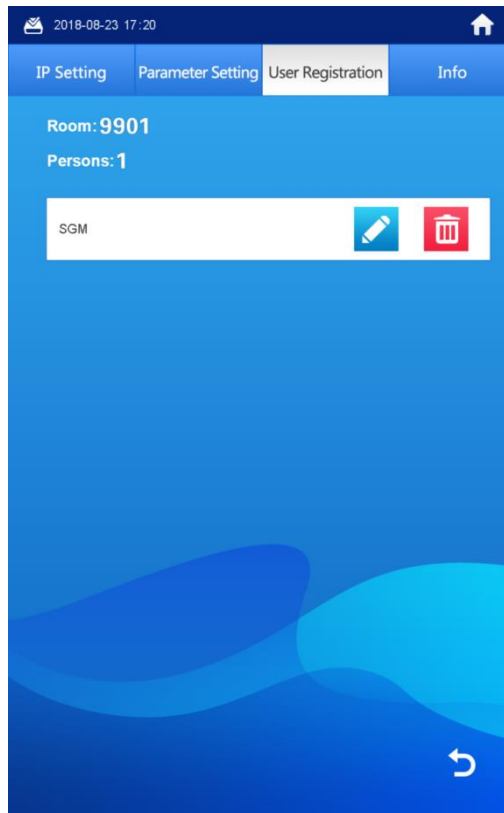 2018-08-23 17:20
IP Setting Parameter Setting User Registration Info
Room: 9901
Persons: 1
SGM